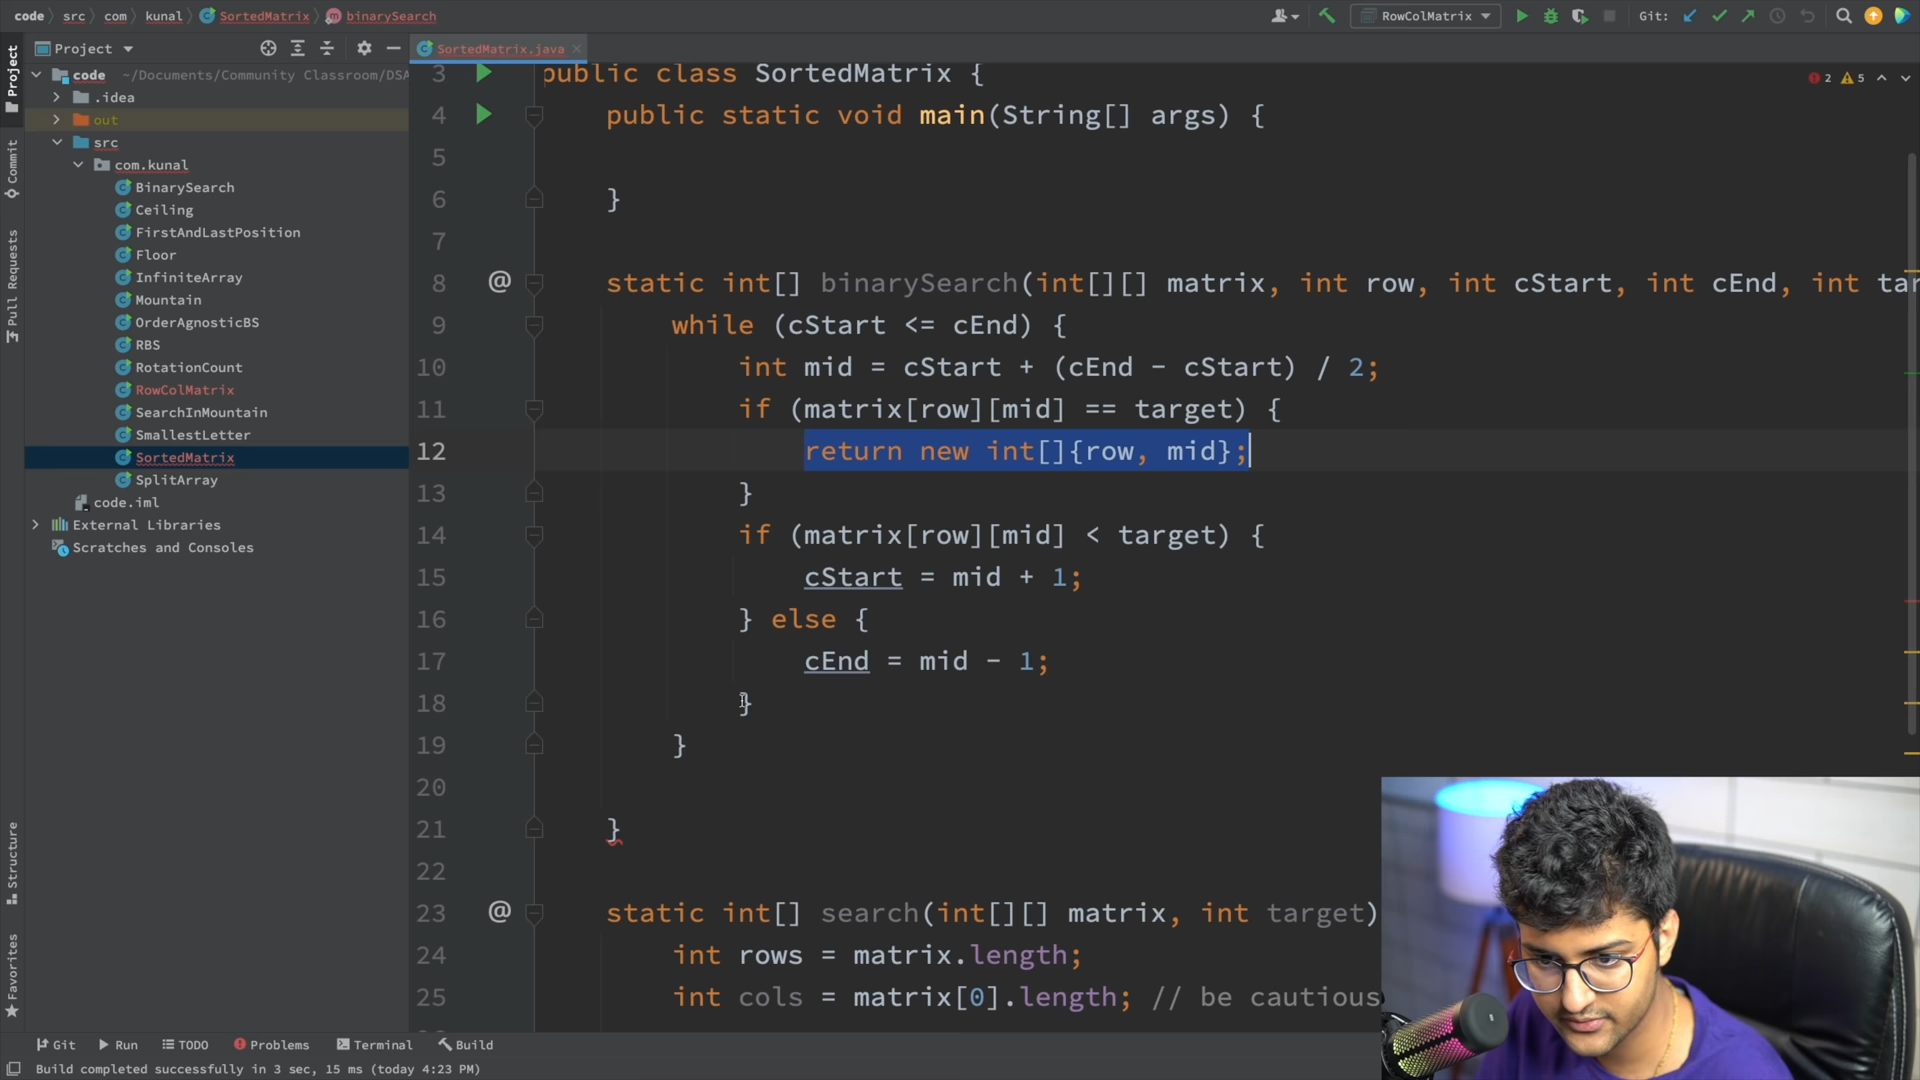 code src com kunal SortedMatrix binarySearch RowColMatrix Git:
Project SortedMatrix.java
Project
Commit
Pull Requests
Structure
Favorites
code ~/Documents/Community Classroom/DSA
.idea
out
src
com.kunal
BinarySearch
Ceiling
FirstAndLastPosition
Floor
InfiniteArray
Mountain
OrderAgnosticBS
RBS
RotationCount
RowColMatrix
SearchInMountain
SmallestLetter
SortedMatrix
SplitArray
code.iml
External Libraries
Scratches and Consoles
2 5
3 public class SortedMatrix {
4 public static void main(String[] args) {
5
6 }
7
8 @ static int[] binarySearch(int[][] matrix, int row, int cStart, int cEnd, int tar
9 while (cStart <= cEnd) {
10 int mid = cStart + (cEnd - cStart) / 2;
11 if (matrix[row][mid] == target) {
12 return new int[]{row, mid};
13 }
14 if (matrix[row][mid] < target) {
15 cStart = mid + 1;
16 } else {
17 cEnd = mid - 1;
18 }
19 }
20
21 }
22
23 @ static int[] search(int[][] matrix, int target)
24 int rows = matrix.length;
25 int cols = matrix[0].length; // be cautious
Git Run TODO Problems Terminal Build
Build completed successfully in 3 sec, 15 ms (today 4:23 PM)